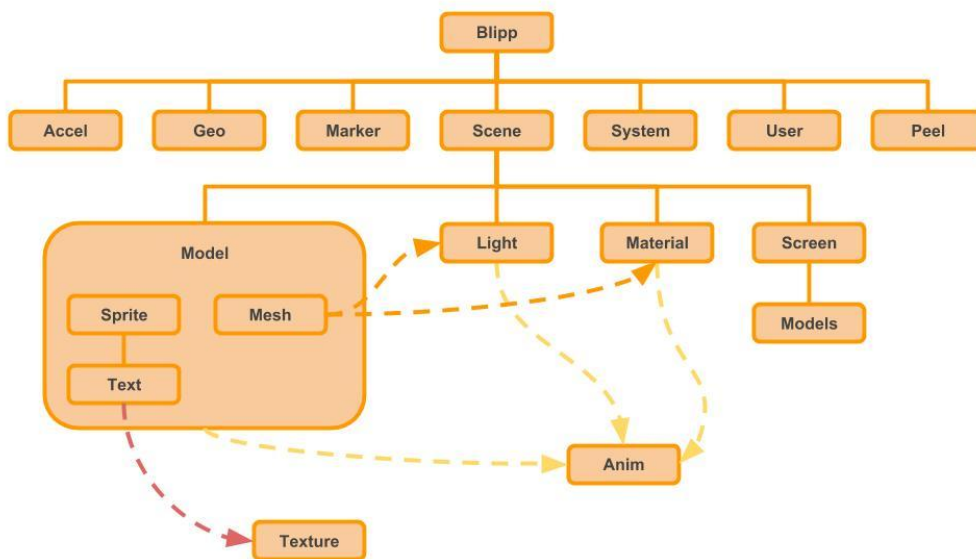 Blipp
Accel
Geo
Marker
Scene
System
User
Peel
Model
Light
Material
Screen
Sprite
Mesh
Models
Text
Anim
Texture